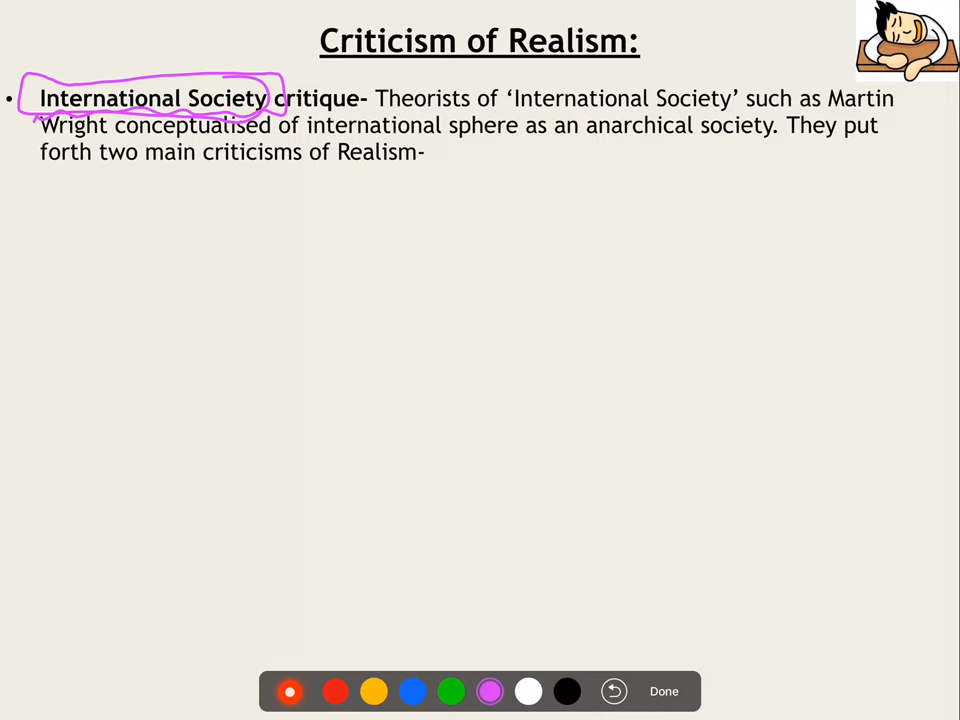 Criticism of Realism:
• International Society critique- Theorists of ‘International Society’ such as Martin
Wright conceptualised of international sphere as an anarchical society. They put
forth two main criticisms of Realism-
Done